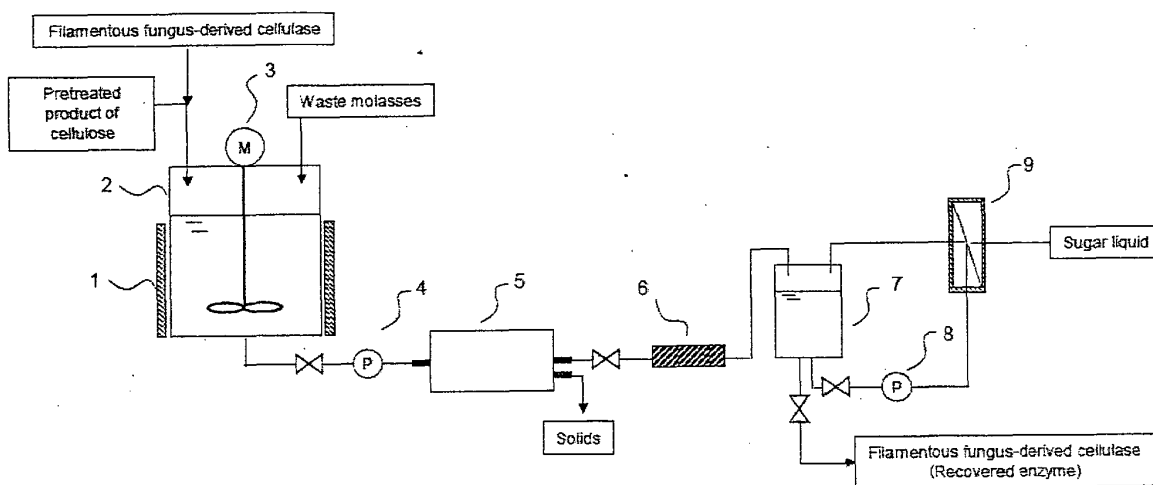 Filamentous fungus-derived cellulase
3
Pretreated
product of
cellulose
Waste molasses
M
2
9
Sugar liquid
1
4
5
6
7
8
P
P
Solids
Filamentous fungus-derived cellulase
(Recovered enzyme)